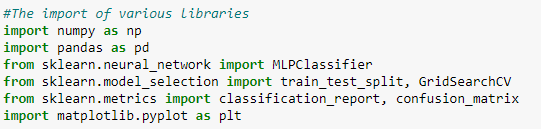 #The import of various libraries
import numpy as np
import pandas as pd
from sklearn.neural_network import MLPClassifier
from sklearn.model_selection import train_test_split, GridSearchCV
from sklearn.metrics import classification_report, confusion_matrix
import matplotlib.pyplot as plt